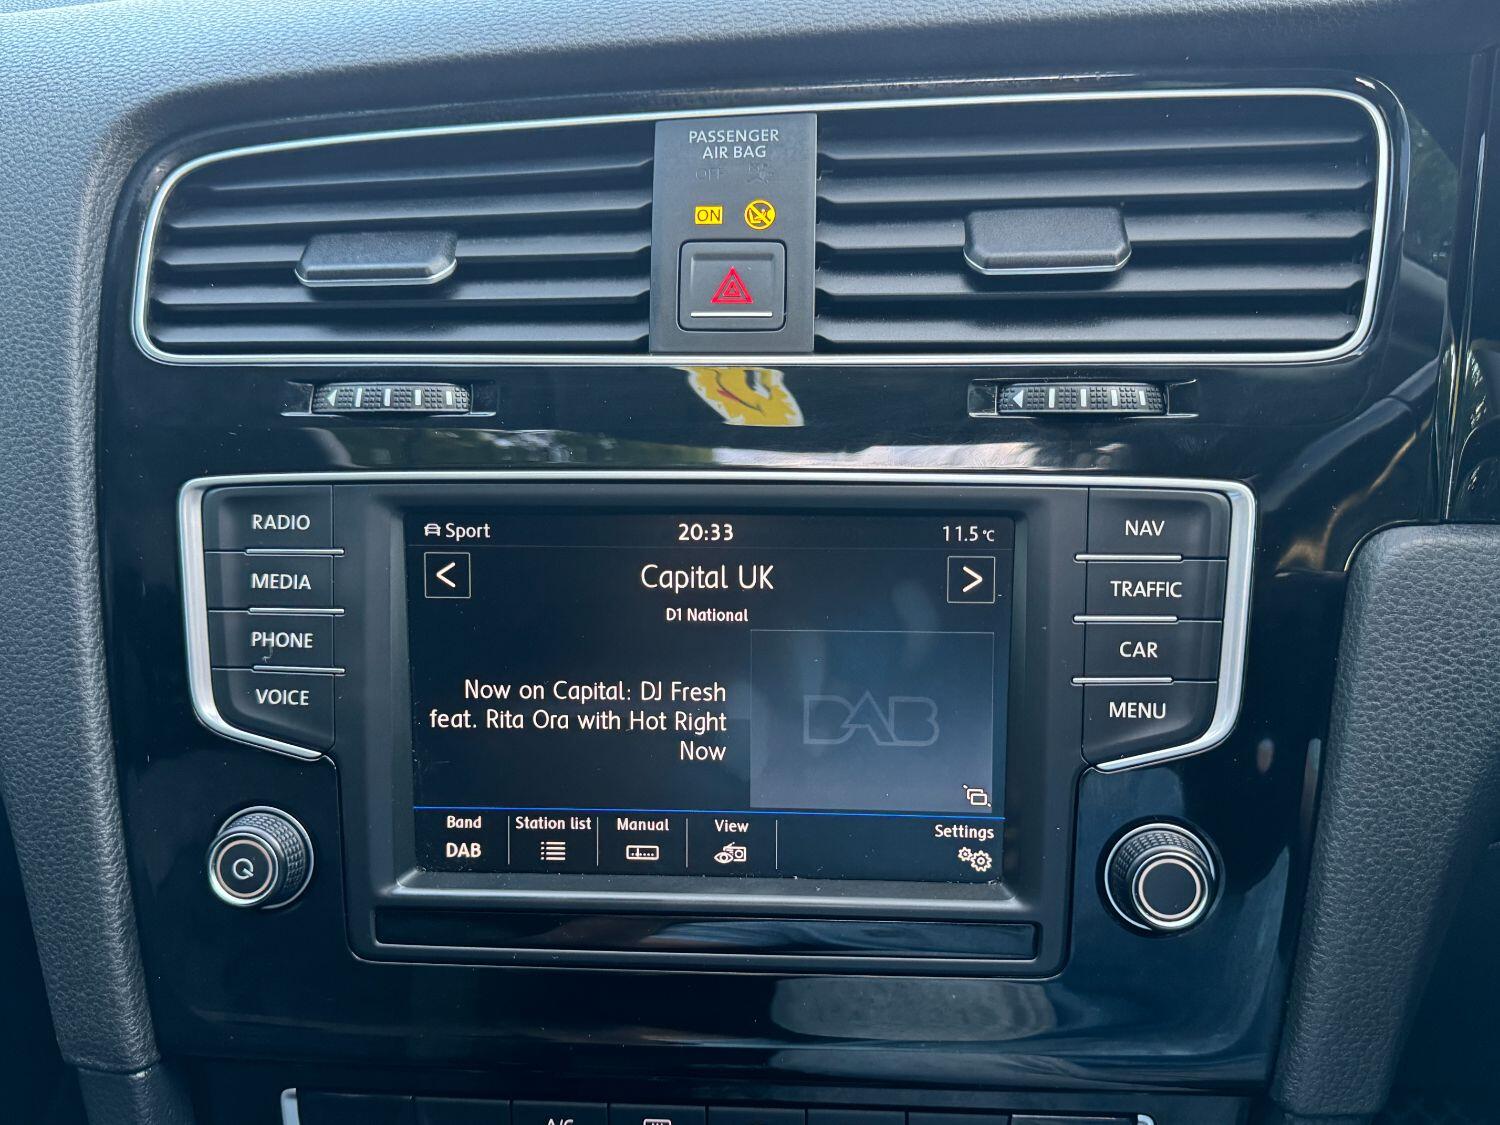 PASSENGER
AIR BAG
OFF
ON
RADIO
MEDIA
PHONE
VOICE
Sport
20:33
11.5 °C
<
Capital UK
>
D1 National
Now on Capital: DJ Fresh
feat. Rita Ora with Hot Right
Now
DAB
Band
DAB
Station list
Manual
View
Settings
NAV
TRAFFIC
CAR
MENU
A/C